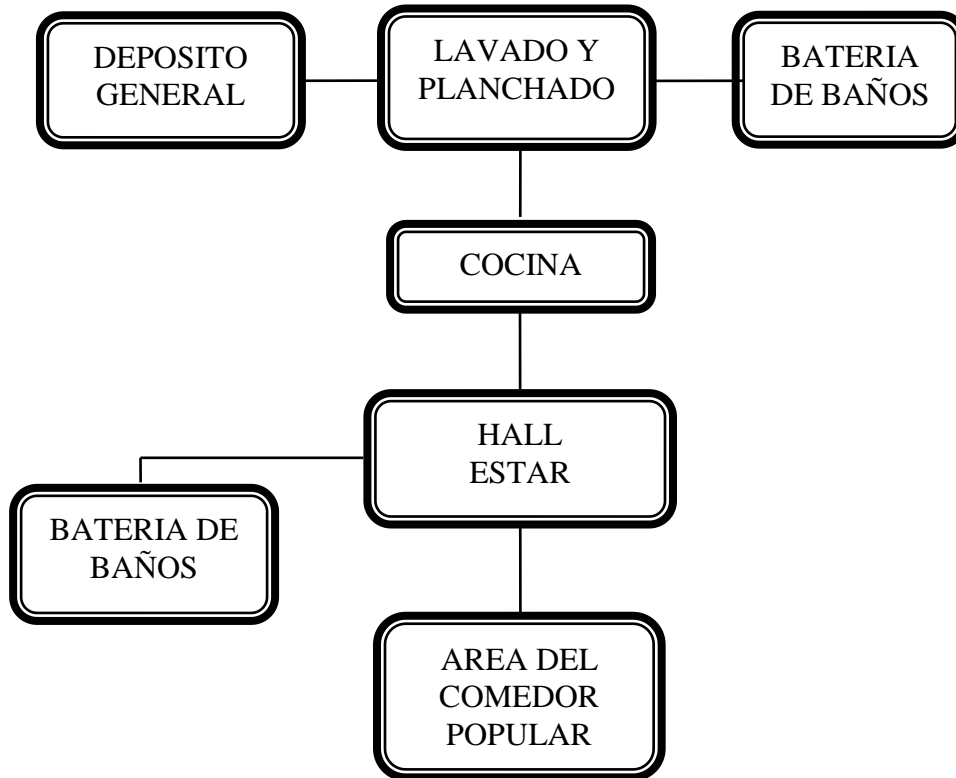 DEPOSITO
GENERAL
LAVADO Y
PLANCHADO
BATERIA
DE BAÑOS
COCINA
HALL
ESTAR
BATERIA DE
BAÑOS
AREA DEL
COMEDOR
POPULAR